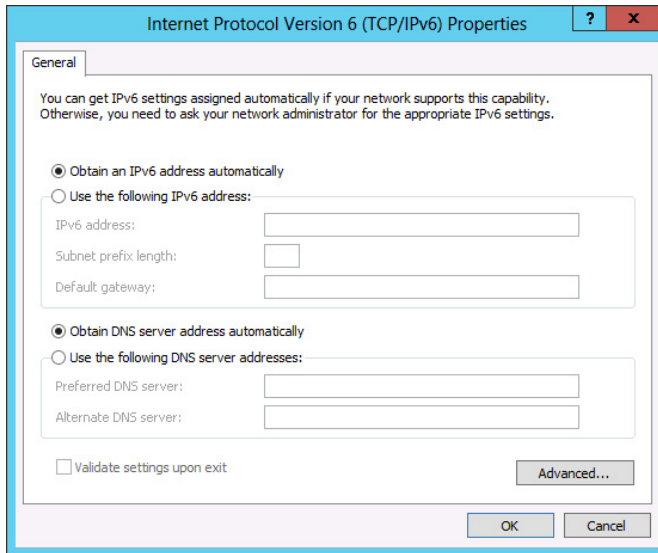 Internet Protocol Version 6 (TCP/IPv6) Properties
? x
General
You can get IPv6 settings assigned automatically if your network supports this capability.
Otherwise, you need to ask your network administrator for the appropriate IPv6 settings.
Obtain an IPv6 address automatically
Use the following IPv6 address:
IPv6 address:
Subnet prefix length:
Default gateway:
Obtain DNS server address automatically
Use the following DNS server addresses:
Preferred DNS server:
Alternate DNS server:
Validate settings upon exit
Advanced...
OK Cancel